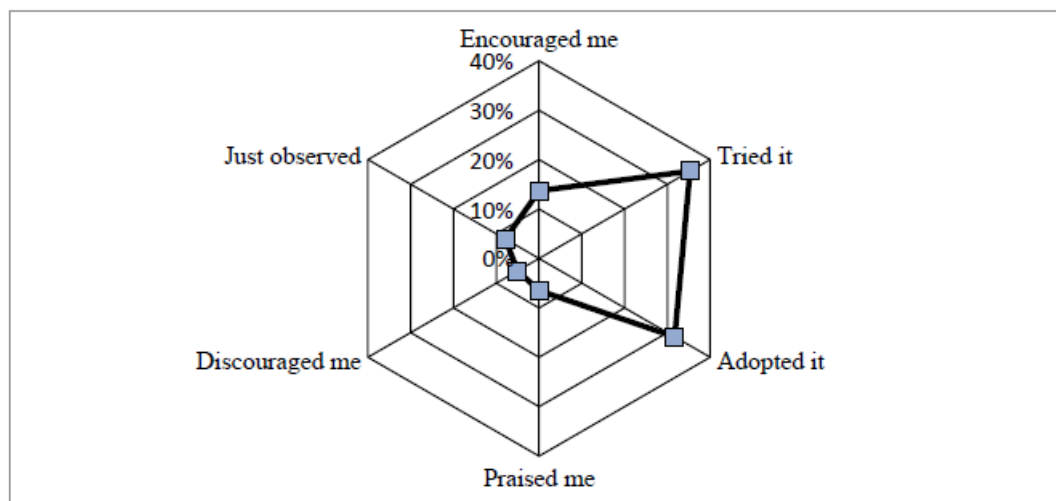 Encouraged me
40%
30%
Just observed
20%
Tried it
10%
0%
Discouraged me
Adopted it
Praised me